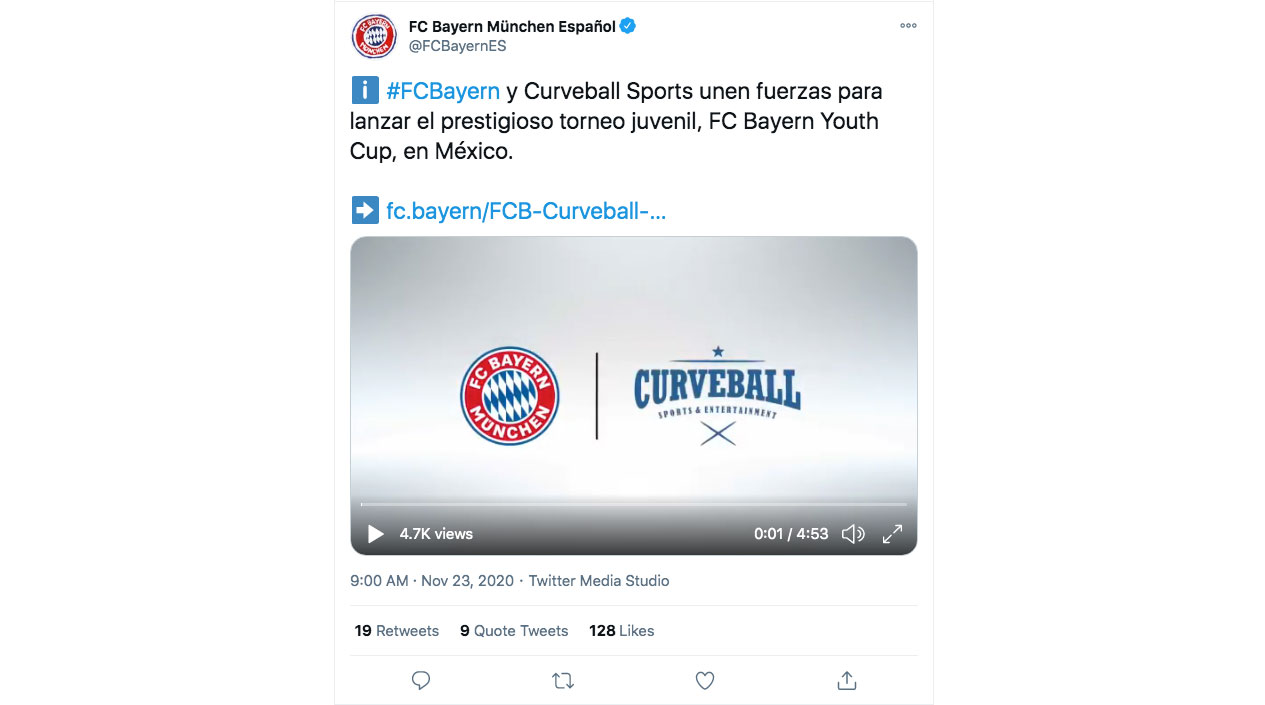 FC Bayern München Español
@FCBayernES
#FCBayern y Curveball Sports unen fuerzas para
lanzar el prestigioso torneo juvenil, FC Bayern Youth
Cup, en México.
fc.bayern/FCB-Curveball-...
FC BAYERN
MÜNCHEN
CURVEBALL
SPORTS & ENTERTAINMENT
4.7K views
0:01 / 4:53
9:00 AM · Nov 23, 2020 · Twitter Media Studio
19 Retweets 9 Quote Tweets 128 Likes